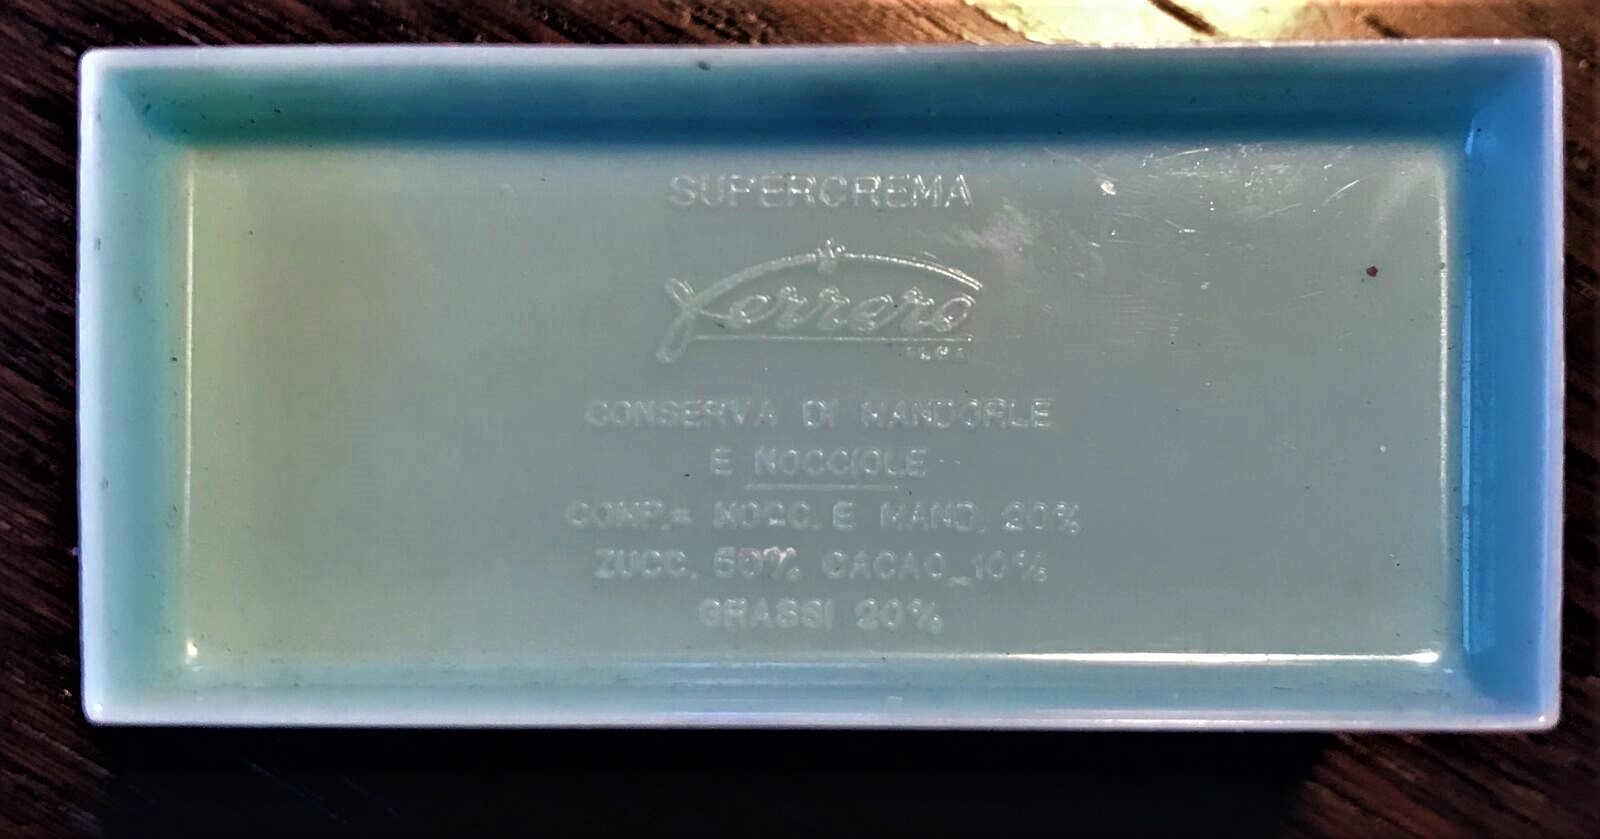 SUPERCREMA
Ferrero
ALBA
CONSERVA DI MANDORLE
E NOCCIOLE
COMP.= NOCC. E MAND. 20%
ZUCC. 50% CACAO 10%
GRASSI 20%